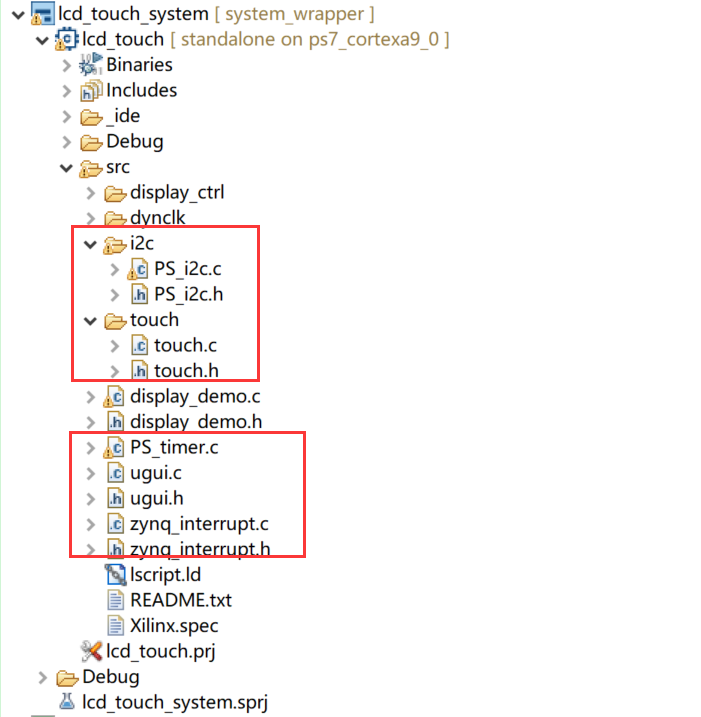 lcd_touch_system [ system_wrapper ]
lcd_touch [ standalone on ps7_cortexa9_0 ]
Binaries
Includes
_ide
Debug
src
display_ctrl
dynclk
i2c
PS_i2c.c
PS_i2c.h
touch
touch.c
touch.h
display_demo.c
display_demo.h
PS_timer.c
ugui.c
ugui.h
zynq_interrupt.c
zynq_interrupt.h
lscript.ld
README.txt
Xilinx.spec
lcd_touch.prj
Debug
lcd_touch_system.sprj